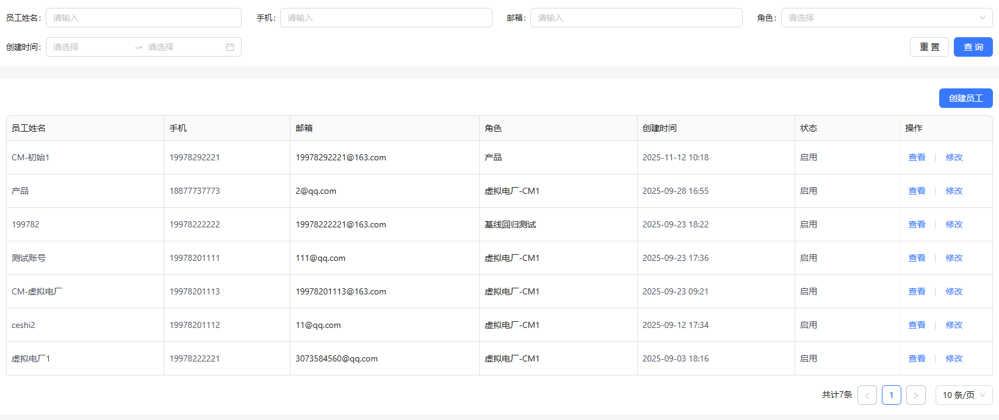 员工姓名: 请输入 手机: 请输入 邮箱: 请输入 角色: 请选择
创建时间: 请选择 → 请选择 重 置 查 询
创建员工
员工姓名 手机 邮箱 角色 创建时间 状态 操作
CM-初始1 19978292221 19978292221@163.com 产品 2025-11-12 10:18 启用 查看 | 修改
产品 18877737773 2@qq.com 虚拟电厂-CM1 2025-09-28 16:55 启用 查看 | 修改
199782 19978222222 19978222221@163.com 基线回归测试 2025-09-23 18:22 启用 查看 | 修改
测试账号 19978201111 111@qq.com 虚拟电厂-CM1 2025-09-23 17:36 启用 查看 | 修改
CM-虚拟电厂 19978201113 19978201113@163.com 虚拟电厂-CM1 2025-09-23 09:21 启用 查看 | 修改
ceshi2 19978201112 11@qq.com 虚拟电厂-CM1 2025-09-12 17:34 启用 查看 | 修改
虚拟电厂1 19978222221 3073584560@qq.com 虚拟电厂-CM1 2025-09-03 18:16 启用 查看 | 修改
共计7条 < 1 > 10 条/页